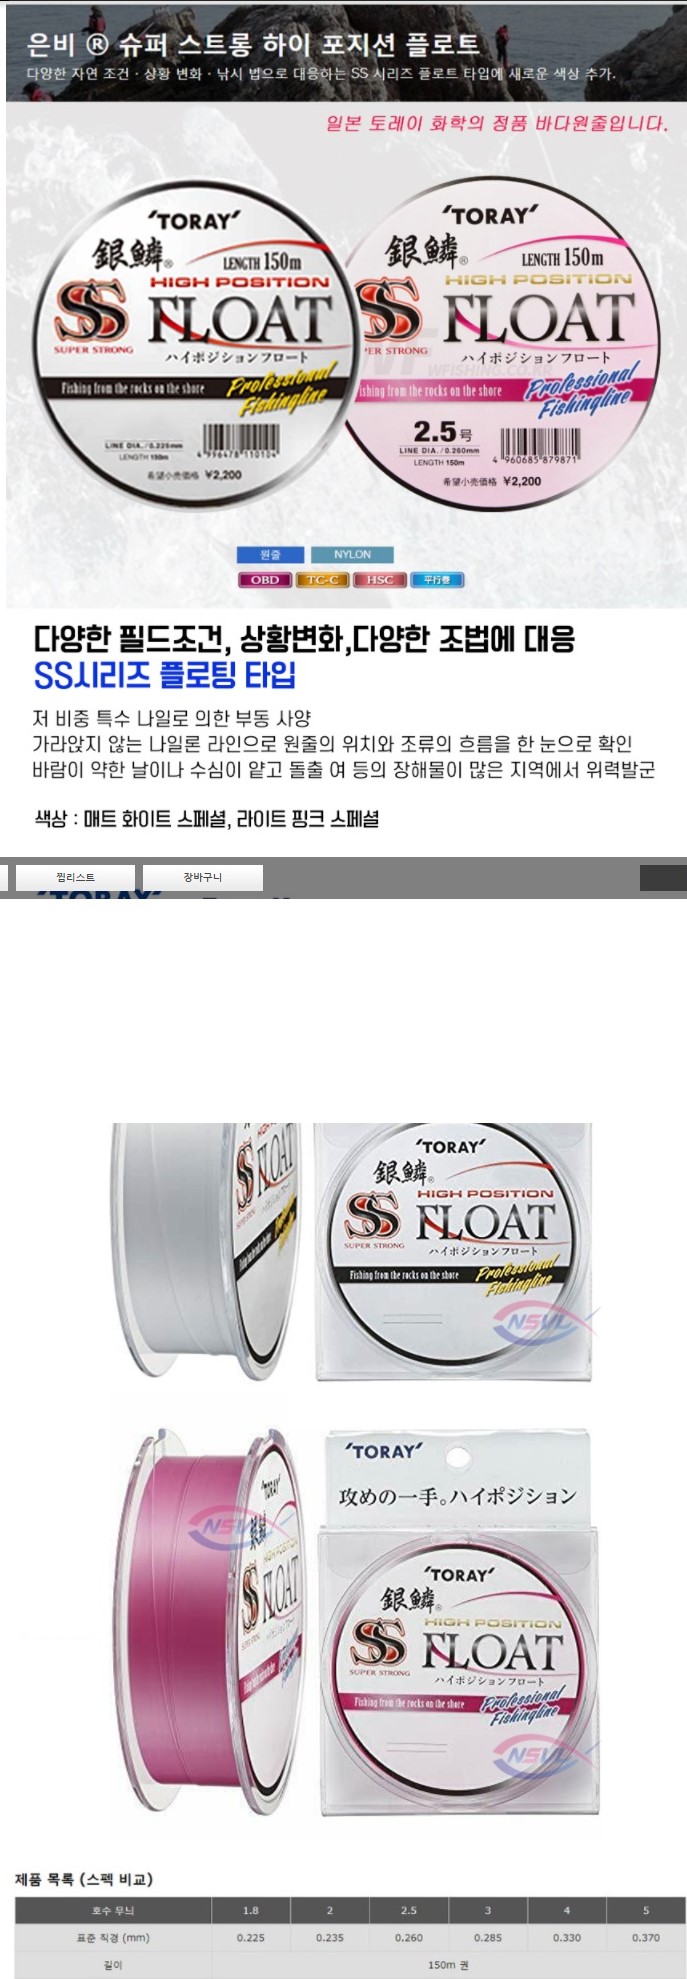 은비 ® 슈퍼 스트롱 하이 포지션 플로트
다양한 자연 조건 · 상황 변화 · 낚시 법으로 대응하는 SS 시리즈 플로트 타입에 새로운 색상 추가.
일본 토레이 화학의 정품 바다원줄입니다.
'TORAY'
銀鱗®
LENGTH 150m
HIGH POSITION
SS FLOAT
SUPER STRONG
ハイポジションフロート
Fishing from the rocks on the shore
Professional
Fishingline
LINE DIA./0.225mm
LENGTH 150m
4 996478 110104
希望小売価格 ¥2,200
'TORAY'
銀鱗®
LENGTH 150m
HIGH POSITION
SS FLOAT
PER STRONG
ハイポジションフロート
WFISHING.CO.KR
ishing from the rocks on the shore
Professional
Fishingline
2.5号
LINE DIA./0.260mm
LENGTH 150m
4 960685 879871
希望小売価格 ¥2,200
원줄 NYLON
OBD TC-C HSC 平行巻
다양한 필드조건, 상황변화,다양한 조법에 대응
SS시리즈 플로팅 타입
저 비중 특수 나일로 의한 부동 사양
가라앉지 않는 나일론 라인으로 원줄의 위치와 조류의 흐름을 한 눈으로 확인
바람이 약한 날이나 수심이 얕고 돌출 여 등의 장해물이 많은 지역에서 위력발군
색상 : 매트 화이트 스페셜, 라이트 핑크 스페셜
찜리스트 장바구니
'TORAY'
SS FLOAT
'TORAY'
銀鱗®
HIGH POSITION
SS FLOAT
SUPER STRONG
ハイポジションフロート
Fishing from the rocks on the shore
Professional
Fishingline
NSVL
'TORAY'
攻めの一手。ハイポジション
'TORAY'
HIGH POSITION
SS FLOAT
NSVL
'TORAY'
銀鱗®
HIGH POSITION
SS FLOAT
SUPER STRONG
ハイポジションフロート
Fishing from the rocks on the shore
Professional
Fishingline
NSVL
제품 목록 (스펙 비교)
호수 무늬 1.8 2 2.5 3 4 5
표준 직경 (mm) 0.225 0.235 0.260 0.285 0.330 0.370
길이 150m 권